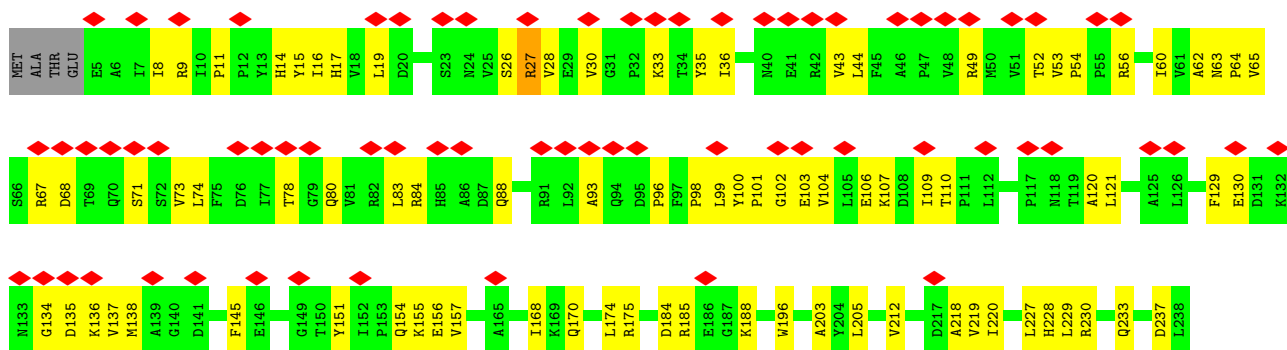 MET ALA THR GLU E5 A6 I7 I8 R9 I10 P11 P12 Y13 H14 Y15 I16 H17 V18 L19 D20 S23 N24 V25 S26 R27 V28 E29 V30 G31 P32 K33 T34 Y35 I36 N40 E41 R42 V43 L44 F45 A46 P47 V48 R49 M50 V51 T52 V53 P54 P55 R56 I60 V61 A62 N63 P64 V65
S66 R67 D68 T69 Q70 S71 S72 V73 L74 F75 D76 I77 T78 G79 Q80 V81 R82 L83 R84 H85 A86 D87 Q88 R91 L92 A93 Q94 D95 P96 F97 P98 L99 Y100 P101 G102 E103 V104 L105 E106 K107 D108 I109 T110 P111 L112 P117 N118 T119 A120 L121 A125 L126 F129 E130 D131 K132
N133 G134 D135 K136 V137 M138 A139 G140 D141 F145 E146 G149 T150 Y151 I152 P153 Q154 K155 E156 V157 A165 I168 K169 Q170 L174 R175 D184 R185 E186 G187 K188 W196 A203 Y204 L205 V212 D217 A218 V219 I220 L227 H228 L229 R230 Q233 D237 L238